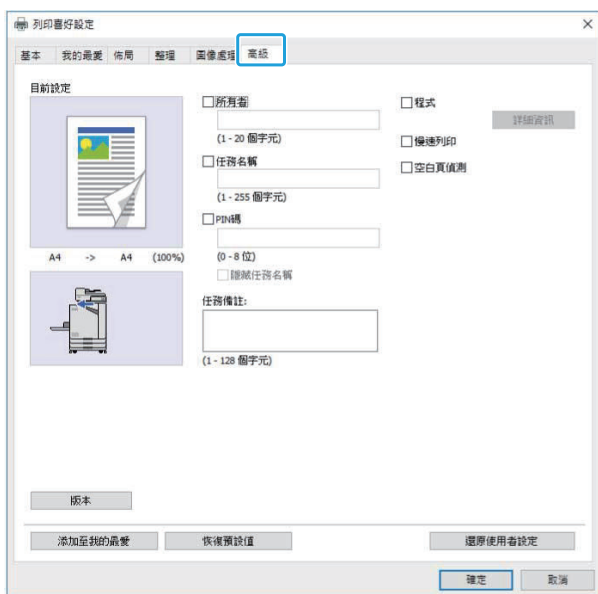 列印喜好設定
基本 我的最愛 佈局 整理 圖像處理 高級
目前設定
A4 -> A4 (100%)
版本
所有者
(1 - 20 個字元)
任務名稱
(1 - 255 個字元)
PIN碼
(0 - 8 位)
隱藏任務名稱
任務備註:
(1 - 128 個字元)
程式
詳細資訊
慢速列印
空白頁偵測
添加至我的最愛 恢復預設值 還原使用者設定
確定 取消